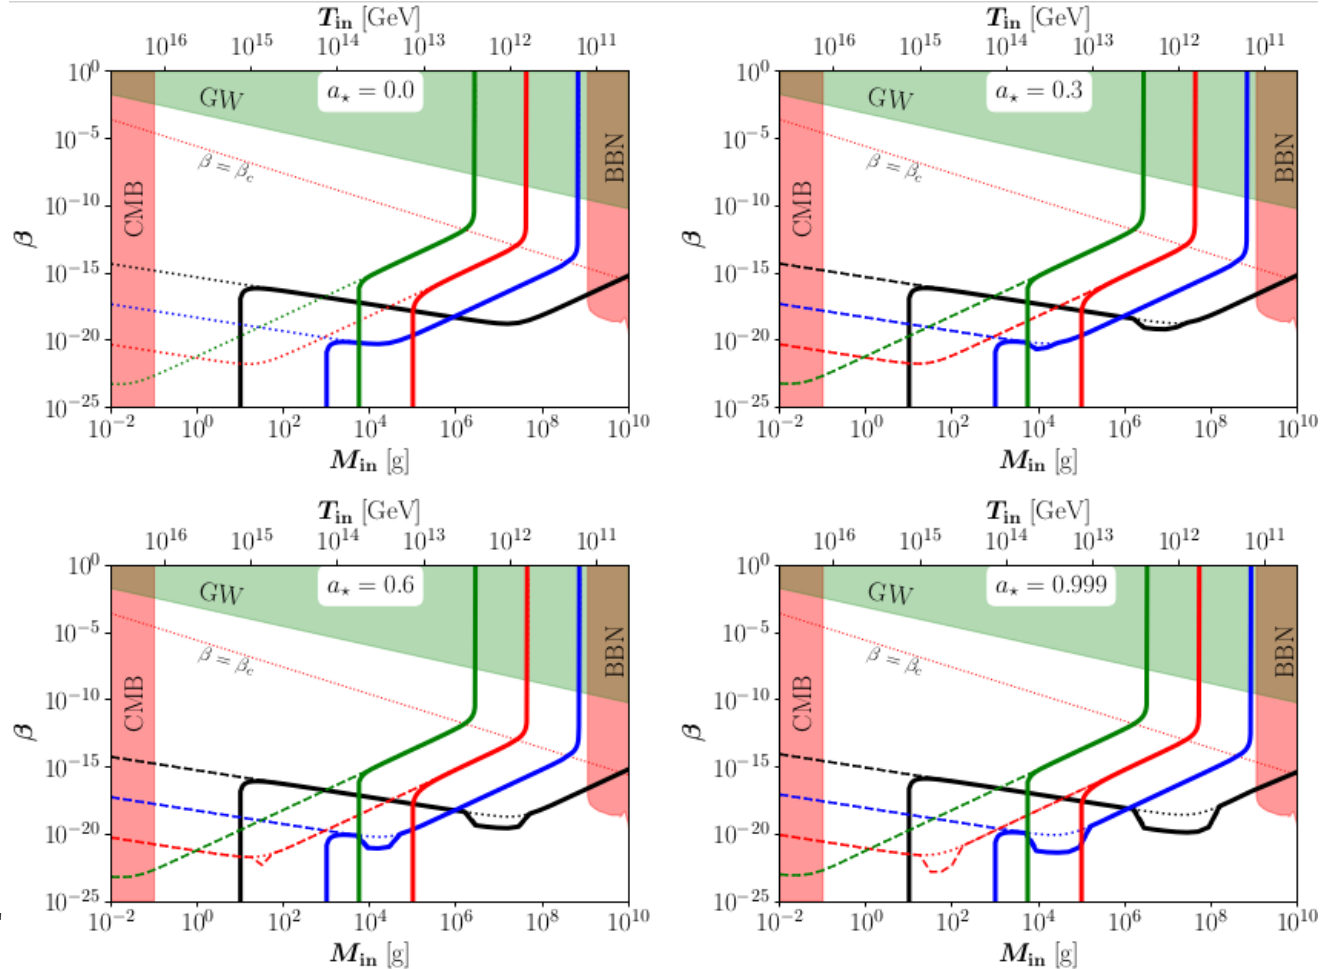 T_in [GeV]
10^16 10^15 10^14 10^13 10^12 10^11
10^0
10^-5
10^-10
10^-15
10^-20
10^-25
β
GW
a⋆ = 0.0
β = β_c
CMB
BBN
10^-2 10^0 10^2 10^4 10^6 10^8 10^10
M_in [g]
T_in [GeV]
10^16 10^15 10^14 10^13 10^12 10^11
10^0
10^-5
10^-10
10^-15
10^-20
10^-25
β
GW
a⋆ = 0.3
β = β_c
CMB
BBN
10^-2 10^0 10^2 10^4 10^6 10^8 10^10
M_in [g]
T_in [GeV]
10^16 10^15 10^14 10^13 10^12 10^11
10^0
10^-5
10^-10
10^-15
10^-20
10^-25
β
GW
a⋆ = 0.6
β = β_c
CMB
BBN
10^-2 10^0 10^2 10^4 10^6 10^8 10^10
M_in [g]
T_in [GeV]
10^16 10^15 10^14 10^13 10^12 10^11
10^0
10^-5
10^-10
10^-15
10^-20
10^-25
β
GW
a⋆ = 0.999
β = β_c
CMB
BBN
10^-2 10^0 10^2 10^4 10^6 10^8 10^10
M_in [g]